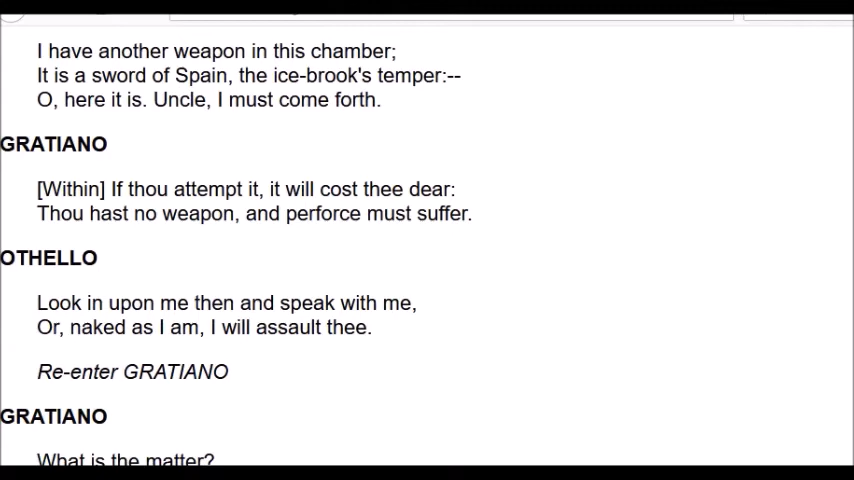 I have another weapon in this chamber;
It is a sword of Spain, the ice-brook's temper:--
O, here it is. Uncle, I must come forth.
GRATIANO
[Within] If thou attempt it, it will cost thee dear:
Thou hast no weapon, and perforce must suffer.
OTHELLO
Look in upon me then and speak with me,
Or, naked as I am, I will assault thee.
Re-enter GRATIANO
GRATIANO
What is the matter?